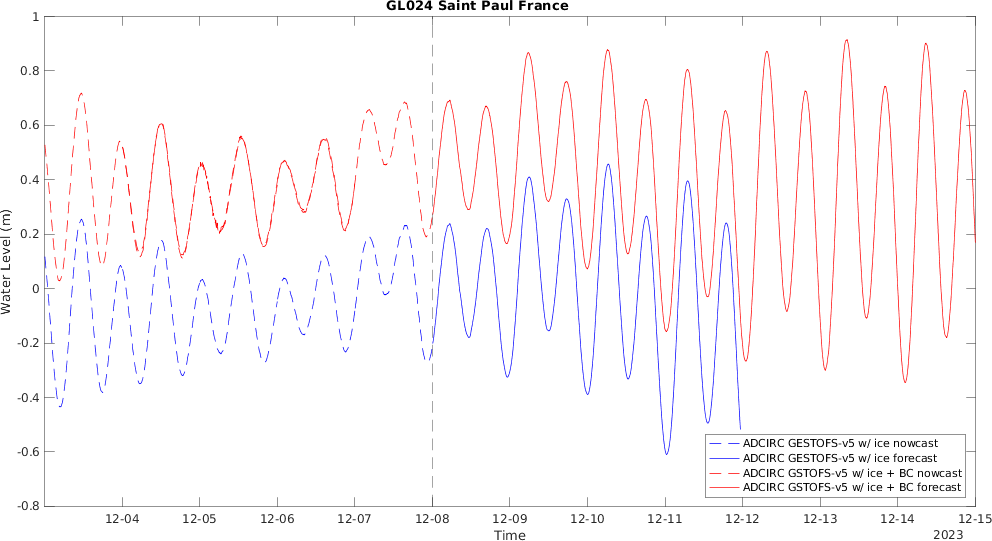 GL024 Saint Paul France
1
0.8
0.6
0.4
0.2
0
-0.2
-0.4
-0.6
-0.8
Water Level (m)
ADCIRC GESTOFS-v5 w/ ice nowcast
ADCIRC GESTOFS-v5 w/ ice forecast
ADCIRC GSTOFS-v5 w/ ice + BC nowcast
ADCIRC GSTOFS-v5 w/ ice + BC forecast
12-04 12-05 12-06 12-07 12-08 12-09 12-10 12-11 12-12 12-13 12-14 12-15
Time
2023